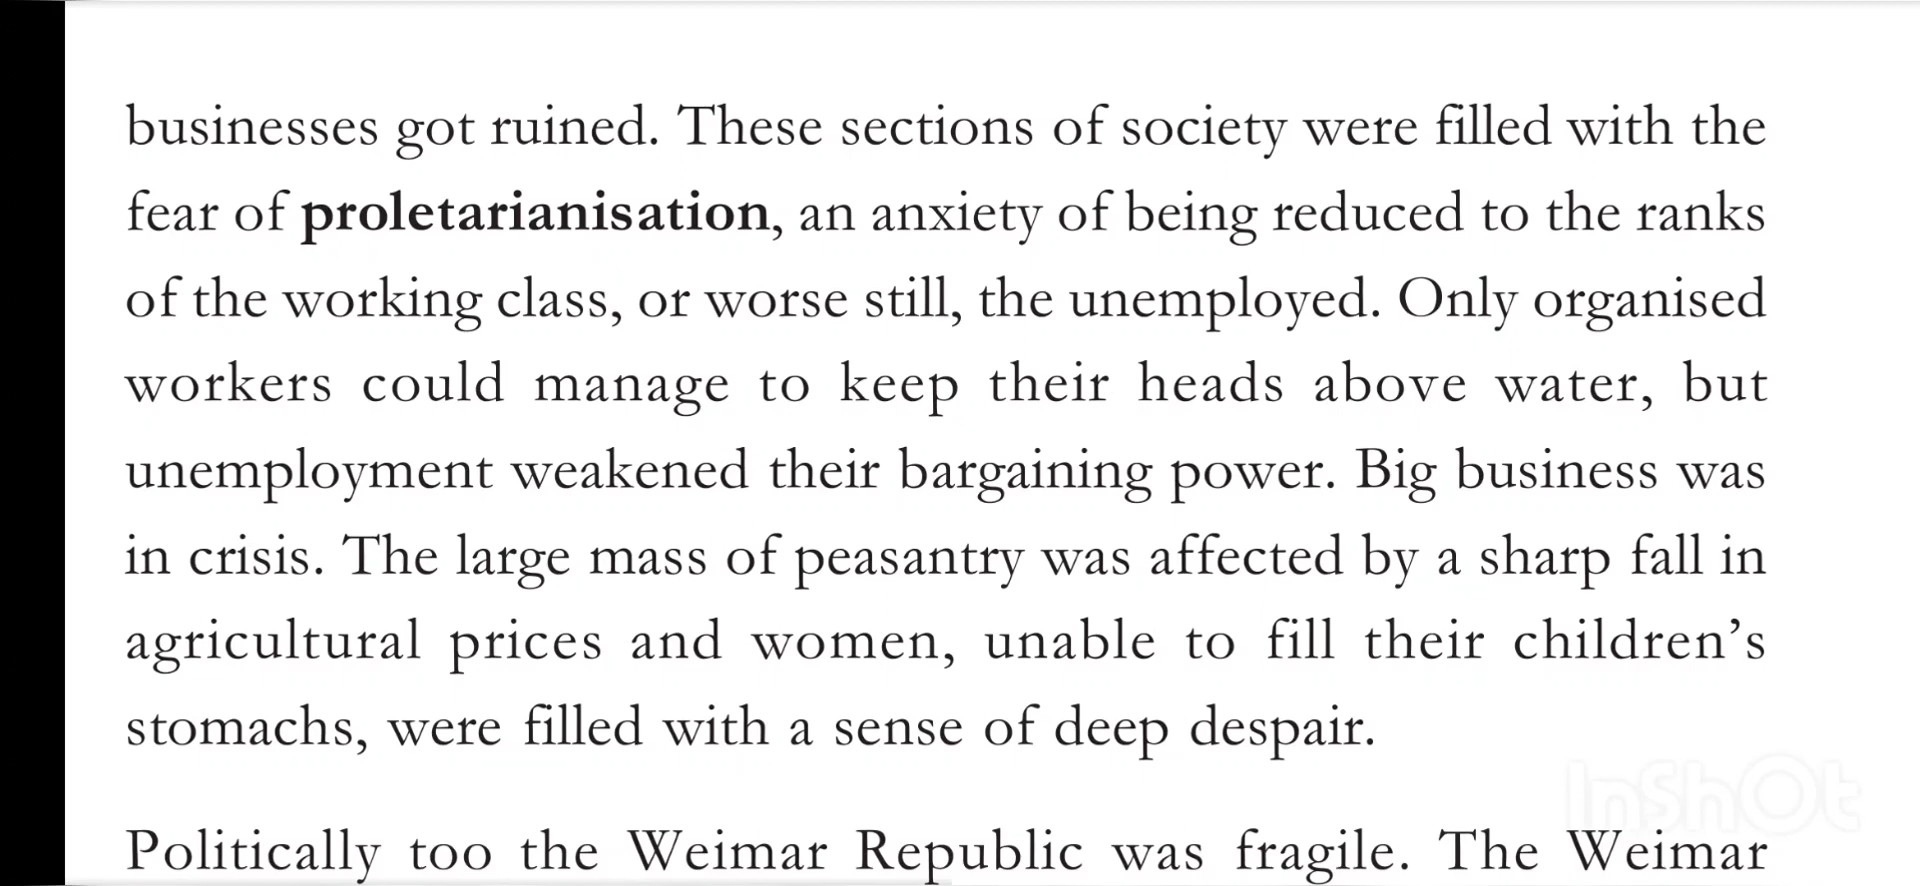 businesses got ruined. These sections of society were filled with the
fear of proletarianisation, an anxiety of being reduced to the ranks
of the working class, or worse still, the unemployed. Only organised
workers could manage to keep their heads above water, but
unemployment weakened their bargaining power. Big business was
in crisis. The large mass of peasantry was affected by a sharp fall in
agricultural prices and women, unable to fill their children’s
stomachs, were filled with a sense of deep despair.
InShOt
Politically too the Weimar Republic was fragile. The Weimar